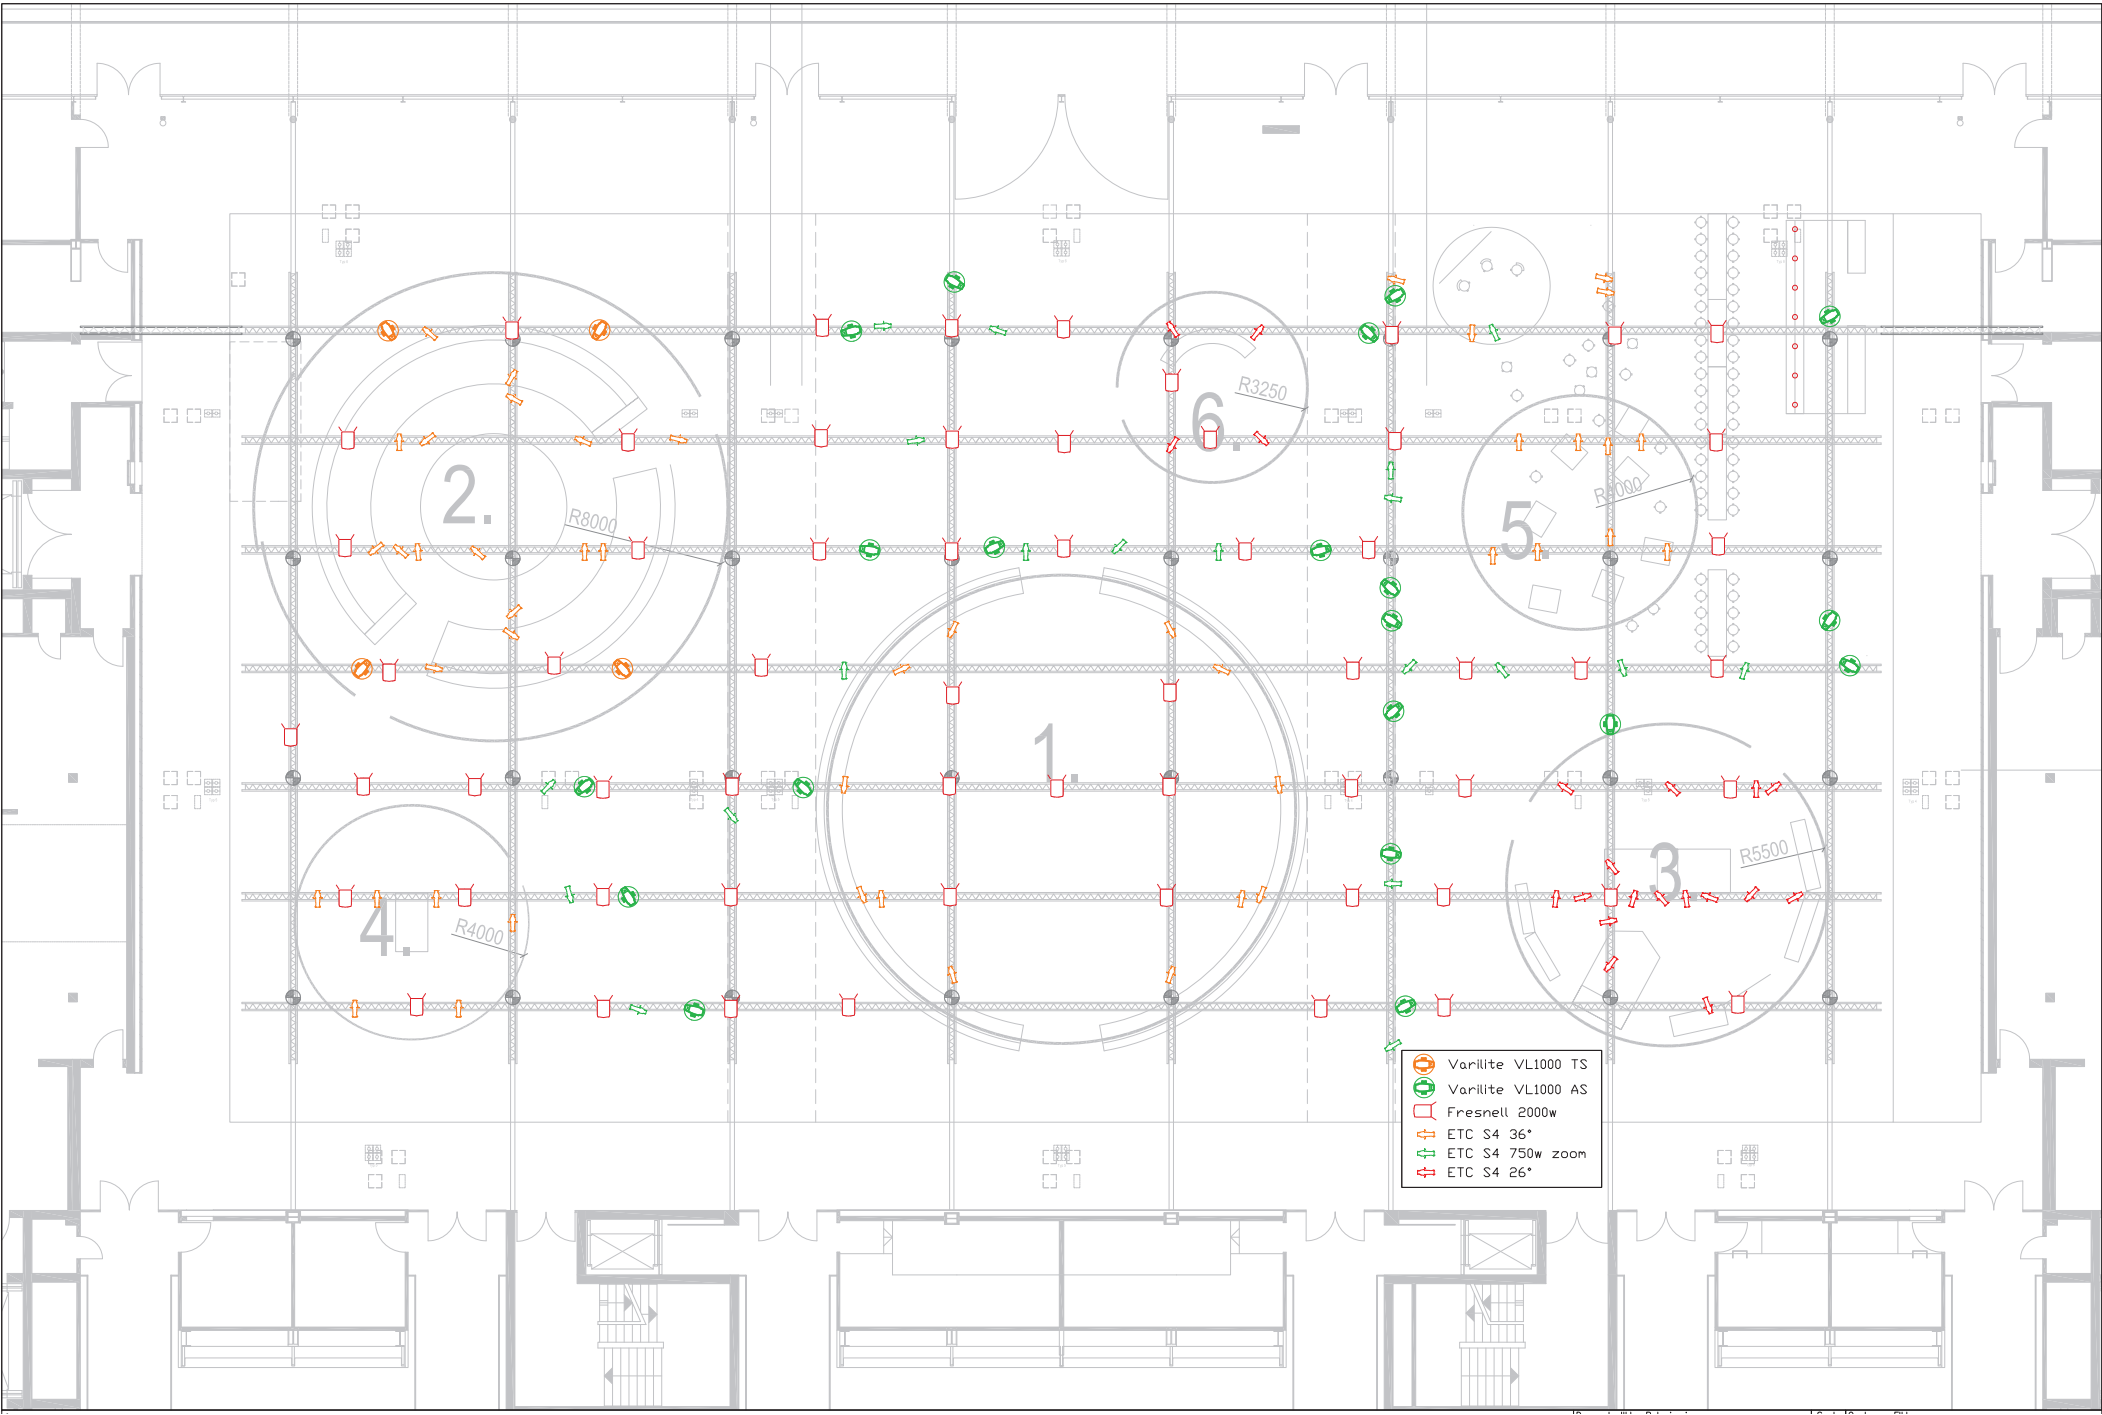 R3250
6.
2.
R8000
R4000
5.
1.
3.
R5500
4.
R4000
Varilite VL1000 TS
Varilite VL1000 AS
Fresnell 2000w
ETC S4 36°
ETC S4 750w zoom
ETC S4 26°